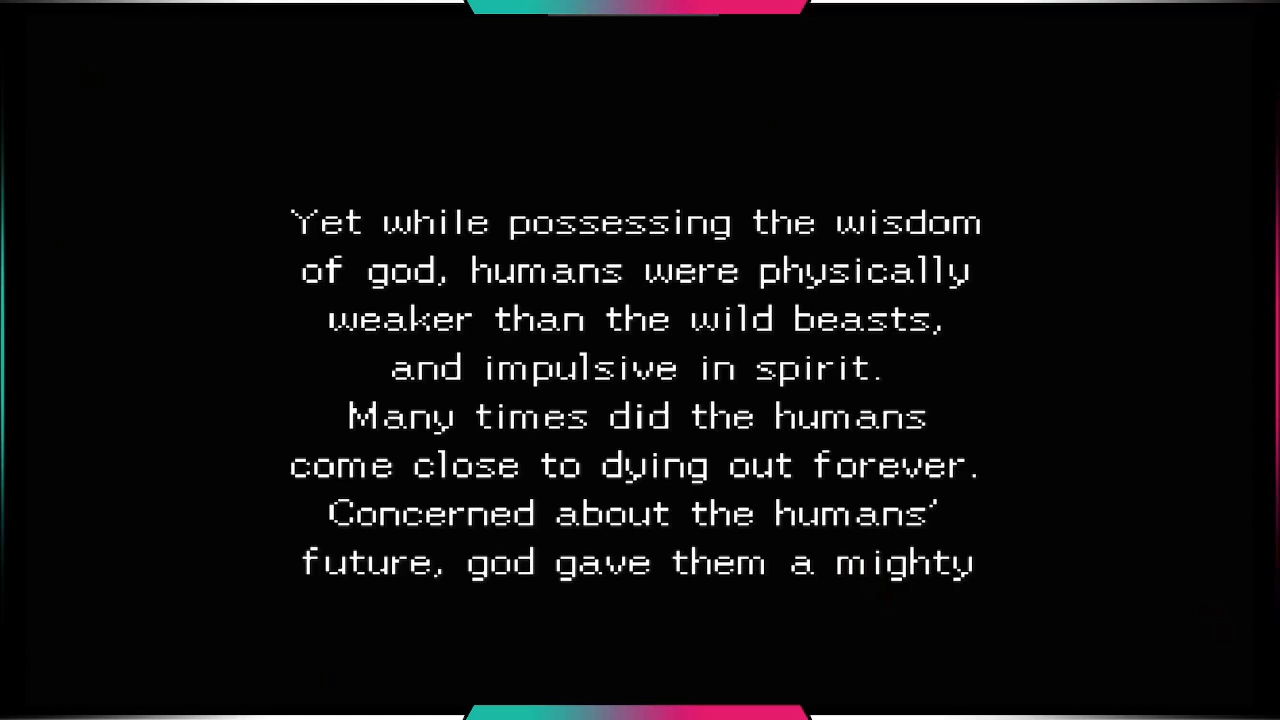 Yet while possessing the wisdom
of god, humans were physically
weaker than the wild beasts,
and impulsive in spirit.
Many times did the humans
come close to dying out forever.
Concerned about the humans'
future, god gave them a mighty